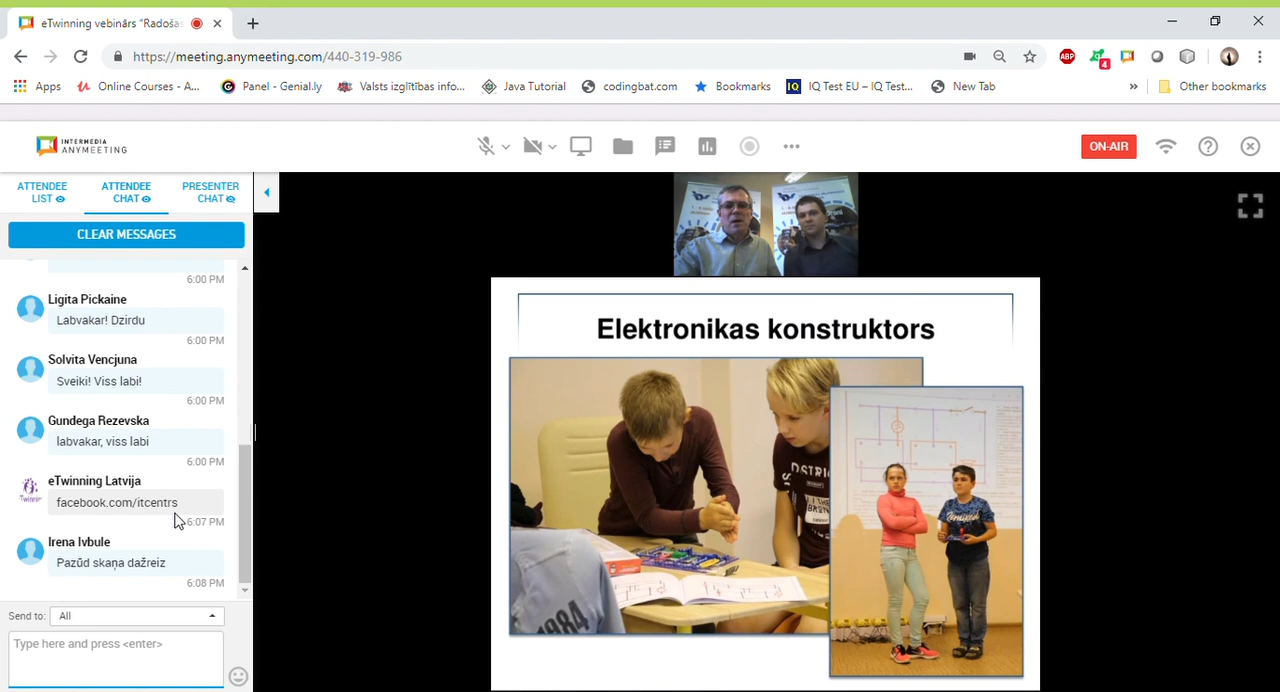 eTwinning vebinārs "Radošas
https://meeting.anymeeting.com/440-319-986
ABP
4
Apps
Online Courses - A...
Panel - Genial.ly
Valsts izglītības info...
Java Tutorial
codingbat.com
Bookmarks
IQ
IQ Test EU – IQ Test...
New Tab
»
Other bookmarks
INTERMEDIA
ANYMEETING
ON-AIR
ATTENDEE
LIST
ATTENDEE
CHAT
PRESENTER
CHAT
CLEAR MESSAGES
6:00 PM
Ligita Pickaine
Labvakar! Dzirdu
6:00 PM
Solvita Vencjuna
Sveiki! Viss labi!
6:00 PM
Gundega Rezevska
labvakar, viss labi
6:00 PM
eTwinning Latvija
facebook.com/itcentrs
6:07 PM
Irena Ivbule
Pazūd skaņa dažreiz
6:08 PM
Send to:
All
Type here and press <enter>
Elektronikas konstruktors
1984